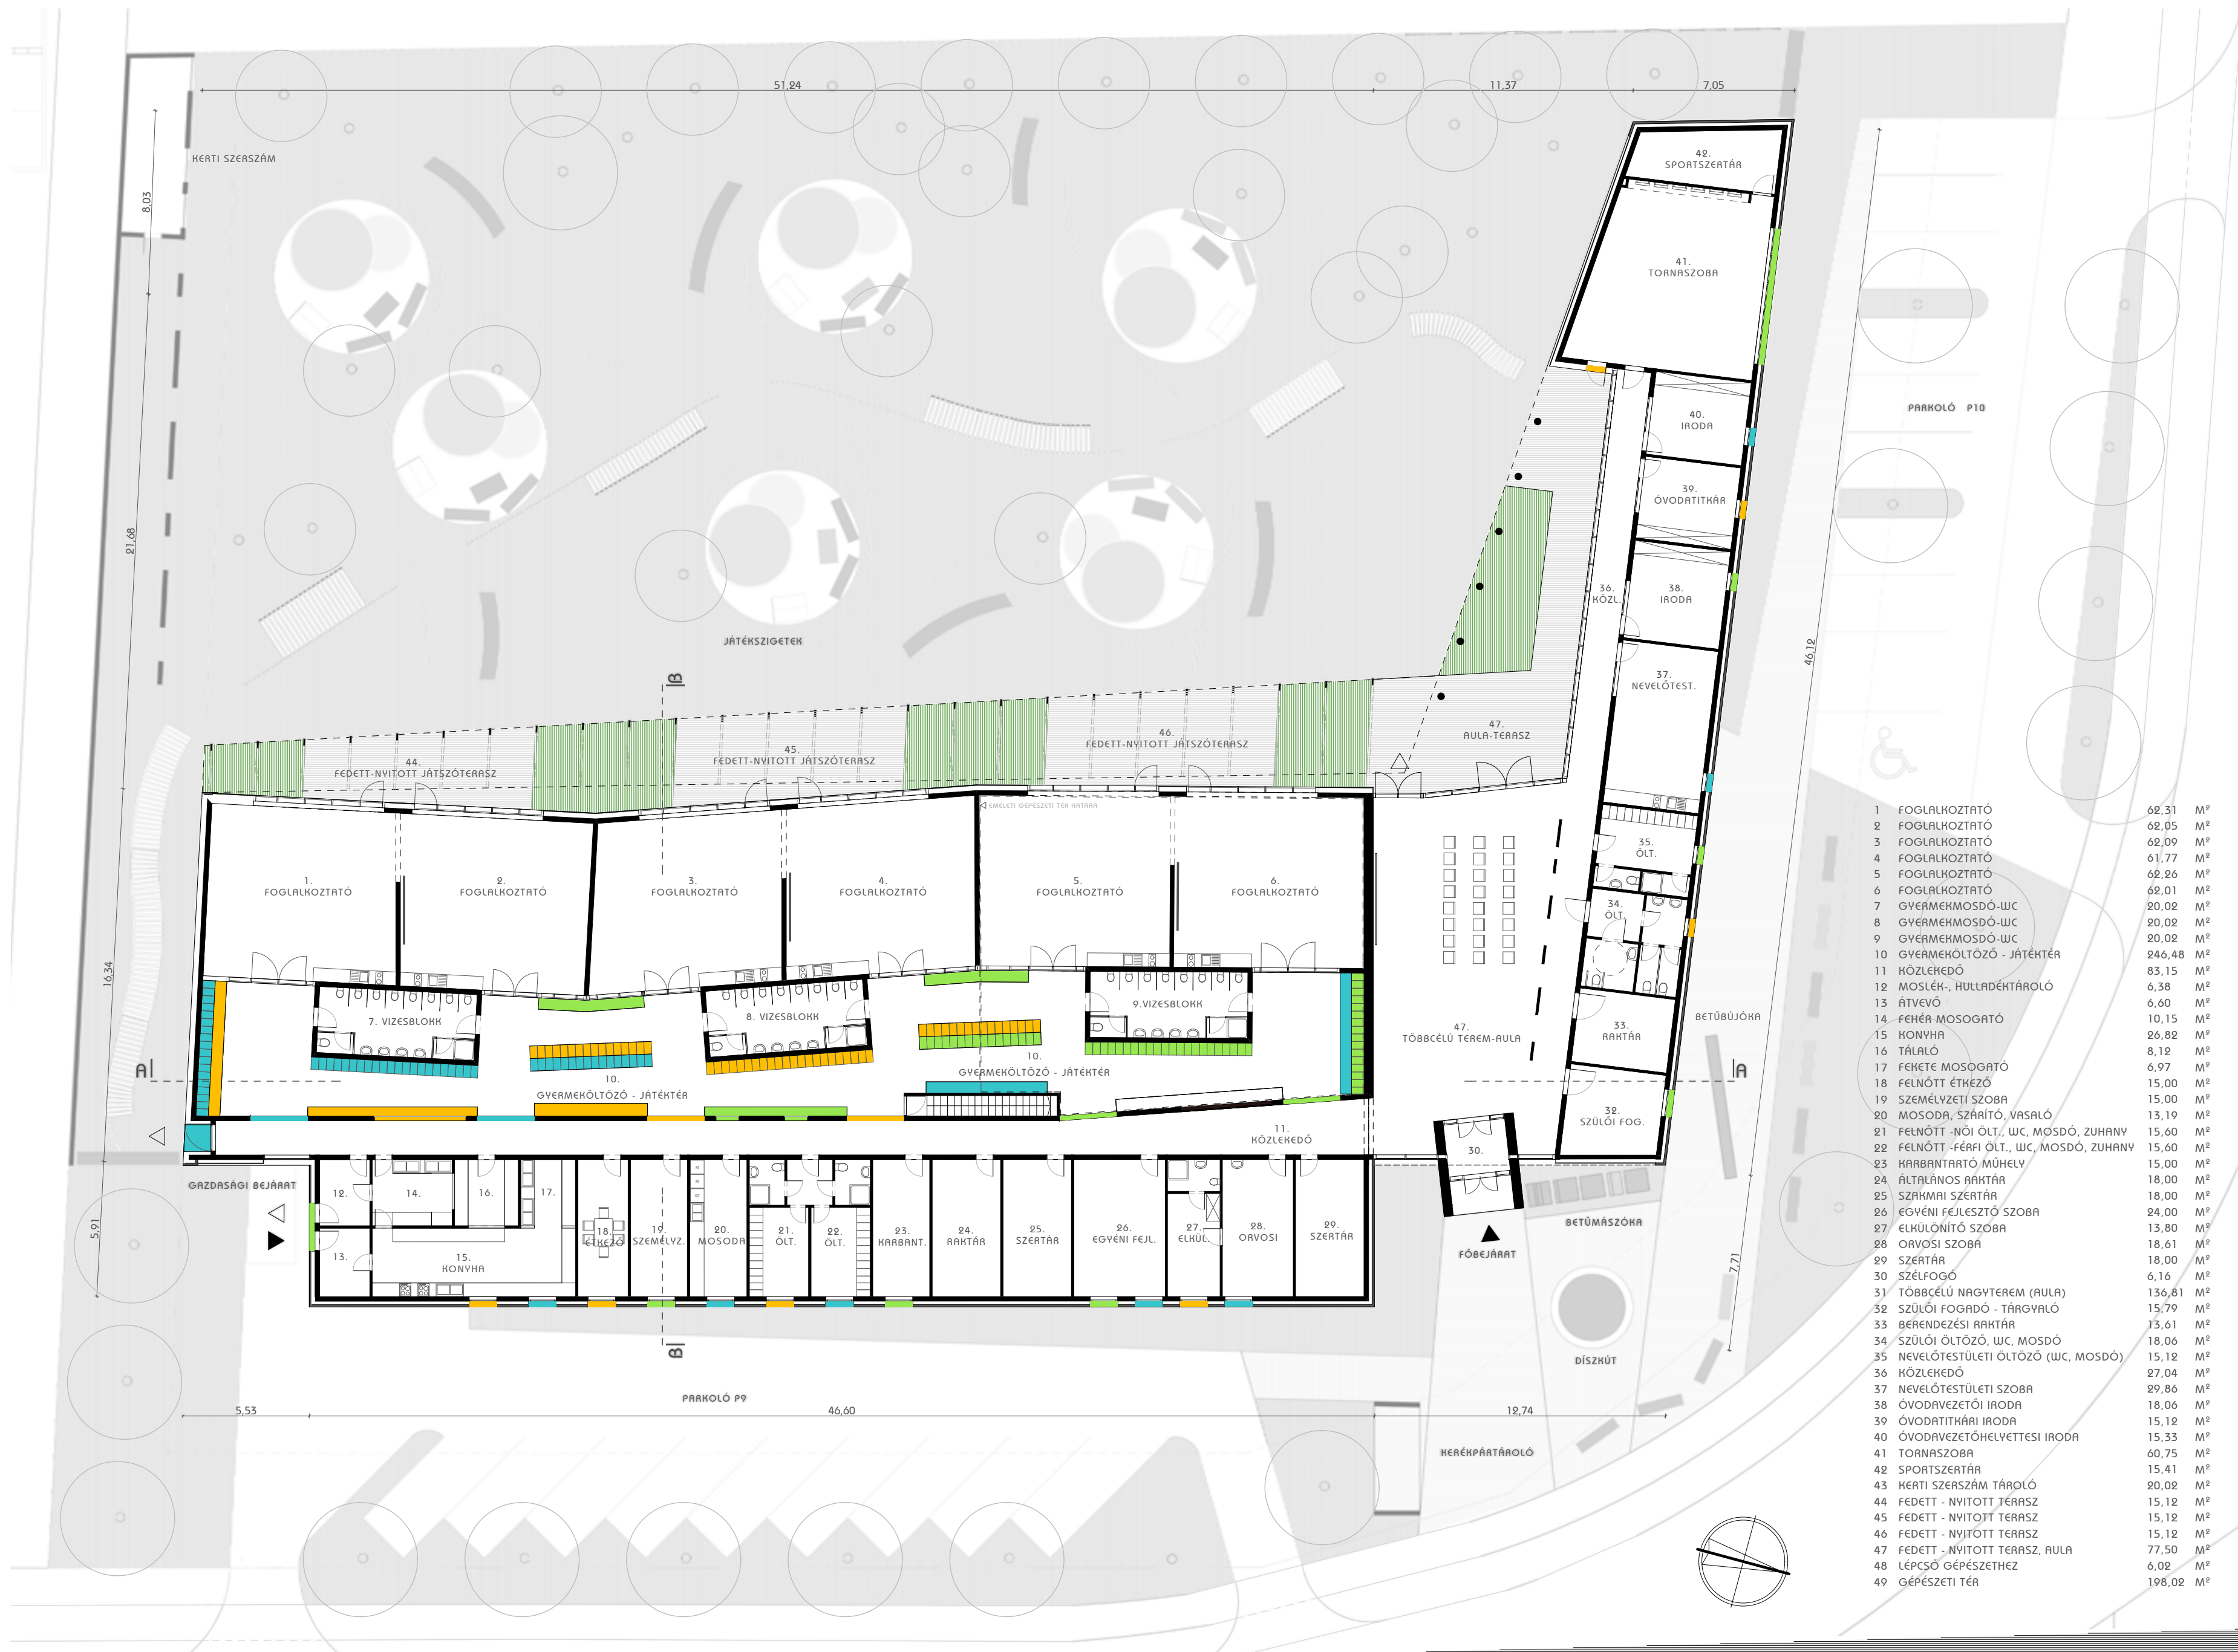 51,24
11,37
7,05
KERTI SZERSZÁM
8,03
42.
SPORTSZERTÁR
41.
TORNASZOBA
40.
IRODA
PARKOLÓ P10
39.
ÓVODATITKÁR
21,68
36.
KÖZL.
38.
IRODA
JÁTÉKSZIGETEK
46,12
37.
NEVELŐTEST.
B
44.
FEDETT-NYITOTT JÁTSZÓTERASZ
45.
FEDETT-NYITOTT JÁTSZÓTERASZ
46.
FEDETT-NYITOTT JÁTSZÓTERASZ
47.
AULA-TERASZ
EMELETI GÉPÉSZETI TÉR HATÁRA
35.
ÖLT.
1.
FOGLALKOZTATÓ
2.
FOGLALKOZTATÓ
3.
FOGLALKOZTATÓ
4.
FOGLALKOZTATÓ
5.
FOGLALKOZTATÓ
6.
FOGLALKOZTATÓ
34.
ÖLT.
16,34
7. VIZESBLOKK
8. VIZESBLOKK
9.VIZESBLOKK
BETŰBÚJÓKA
47.
TÖBBCÉLÚ TEREM-AULA
33.
RAKTÁR
A
10.
GYERMEKÖLTÖZŐ - JÁTÉKTÉR
10.
GYERMEKÖLTÖZŐ - JÁTÉKTÉR
A
32.
SZÜLŐI FOG.
11.
KÖZLEKEDŐ
30.
GAZDASÁGI BEJÁRAT
12.
14.
16.
17.
13.
15.
KONYHA
18.
ÉTKEZŐ
19.
SZEMÉLYZ.
20.
MOSODA
21.
ÖLT.
22.
ÖLT.
23.
KARBANT.
24.
RAKTÁR
25.
SZERTÁR
26.
EGYÉNI FEJL.
27.
ELKÜL.
28.
ORVOSI
29.
SZERTÁR
5,91
BETŰMÁSZÓKA
FŐBEJÁRAT
7,71
B
DÍSZKÚT
PARKOLÓ P9
5,53
46,60
12,74
KERÉKPÁRTÁROLÓ
1 FOGLALKOZTATÓ 62,31 M²
2 FOGLALKOZTATÓ 62,05 M²
3 FOGLALKOZTATÓ 62,09 M²
4 FOGLALKOZTATÓ 61,77 M²
5 FOGLALKOZTATÓ 62,26 M²
6 FOGLALKOZTATÓ 62,01 M²
7 GYERMEKMOSDÓ-WC 20,02 M²
8 GYERMEKMOSDÓ-WC 20,02 M²
9 GYERMEKMOSDÓ-WC 20,02 M²
10 GYERMEKÖLTÖZŐ - JÁTÉKTÉR 246,48 M²
11 KÖZLEKEDŐ 83,15 M²
12 MOSLÉK-, HULLADÉKTÁROLÓ 6,38 M²
13 ÁTVEVŐ 6,60 M²
14 FEHÉR MOSOGATÓ 10,15 M²
15 KONYHA 26,82 M²
16 TÁLALÓ 8,12 M²
17 FEKETE MOSOGATÓ 6,97 M²
18 FELNŐTT ÉTKEZŐ 15,00 M²
19 SZEMÉLYZETI SZOBA 15,00 M²
20 MOSODA, SZÁRÍTÓ, VASALÓ 13,19 M²
21 FELNŐTT -NŐI ÖLT., WC, MOSDÓ, ZUHANY 15,60 M²
22 FELNŐTT -FÉRFI ÖLT., WC, MOSDÓ, ZUHANY 15,60 M²
23 KARBANTARTÓ MŰHELY 15,00 M²
24 ÁLTALÁNOS RAKTÁR 18,00 M²
25 SZAKMAI SZERTÁR 18,00 M²
26 EGYÉNI FEJLESZTŐ SZOBA 24,00 M²
27 ELKÜLÖNÍTŐ SZOBA 13,80 M²
28 ORVOSI SZOBA 18,61 M²
29 SZERTÁR 18,00 M²
30 SZÉLFOGÓ 6,16 M²
31 TÖBBCÉLÚ NAGYTEREM (AULA) 136,81 M²
32 SZÜLŐI FOGADÓ - TÁRGYALÓ 15,79 M²
33 BERENDEZÉSI RAKTÁR 13,61 M²
34 SZÜLŐI ÖLTÖZŐ, WC, MOSDÓ 18,06 M²
35 NEVELŐTESTÜLETI ÖLTÖZŐ (WC, MOSDÓ) 15,12 M²
36 KÖZLEKEDŐ 27,04 M²
37 NEVELŐTESTÜLETI SZOBA 29,86 M²
38 ÓVODAVEZETŐI IRODA 18,06 M²
39 ÓVODATITKÁRI IRODA 15,12 M²
40 ÓVODAVEZETŐHELYETTESI IRODA 15,33 M²
41 TORNASZOBA 60,75 M²
42 SPORTSZERTÁR 15,41 M²
43 KERTI SZERSZÁM TÁROLÓ 20,02 M²
44 FEDETT - NYITOTT TERASZ 15,12 M²
45 FEDETT - NYITOTT TERASZ 15,12 M²
46 FEDETT - NYITOTT TERASZ 15,12 M²
47 FEDETT - NYITOTT TERASZ, AULA 77,50 M²
48 LÉPCSŐ GÉPÉSZETHEZ 6,02 M²
49 GÉPÉSZETI TÉR 198,02 M²